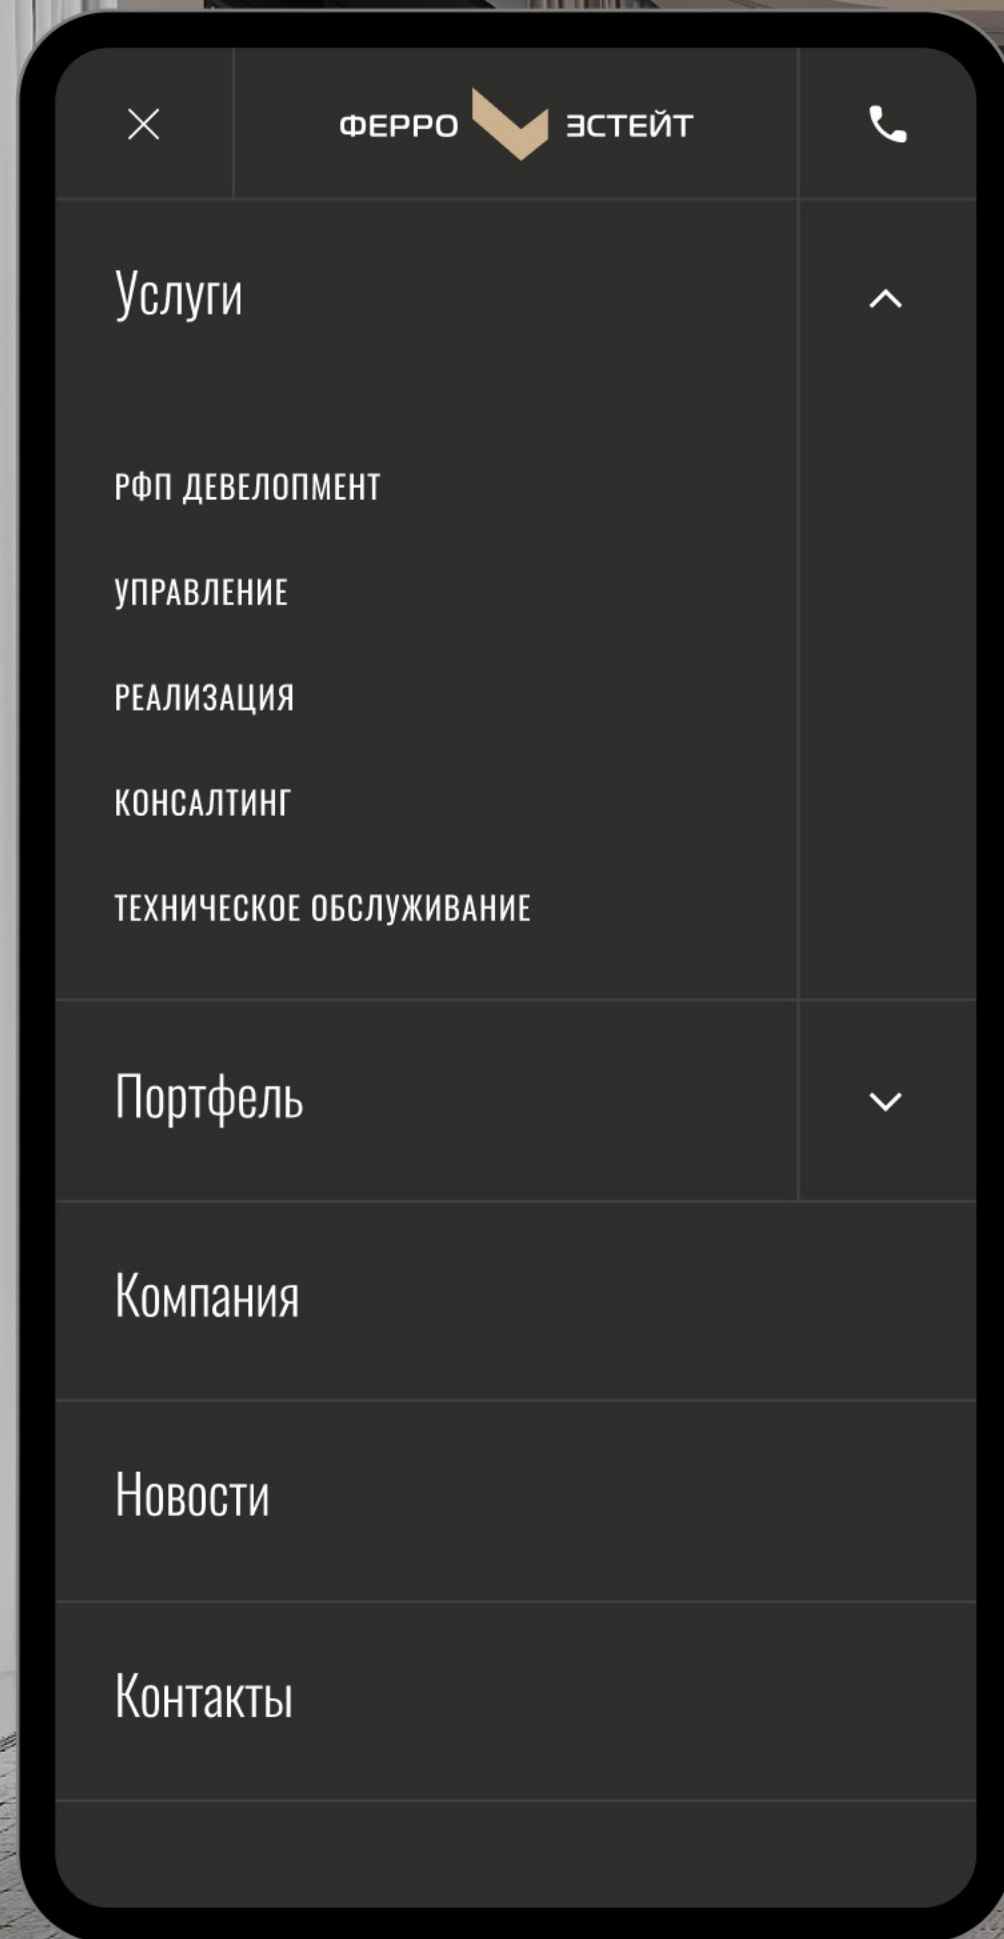 ФЕРРО ЭСТЕЙТ
Услуги
РФП ДЕВЕЛОПМЕНТ
УПРАВЛЕНИЕ
РЕАЛИЗАЦИЯ
КОНСАЛТИНГ
ТЕХНИЧЕСКОЕ ОБСЛУЖИВАНИЕ
Портфель
Компания
Новости
Контакты